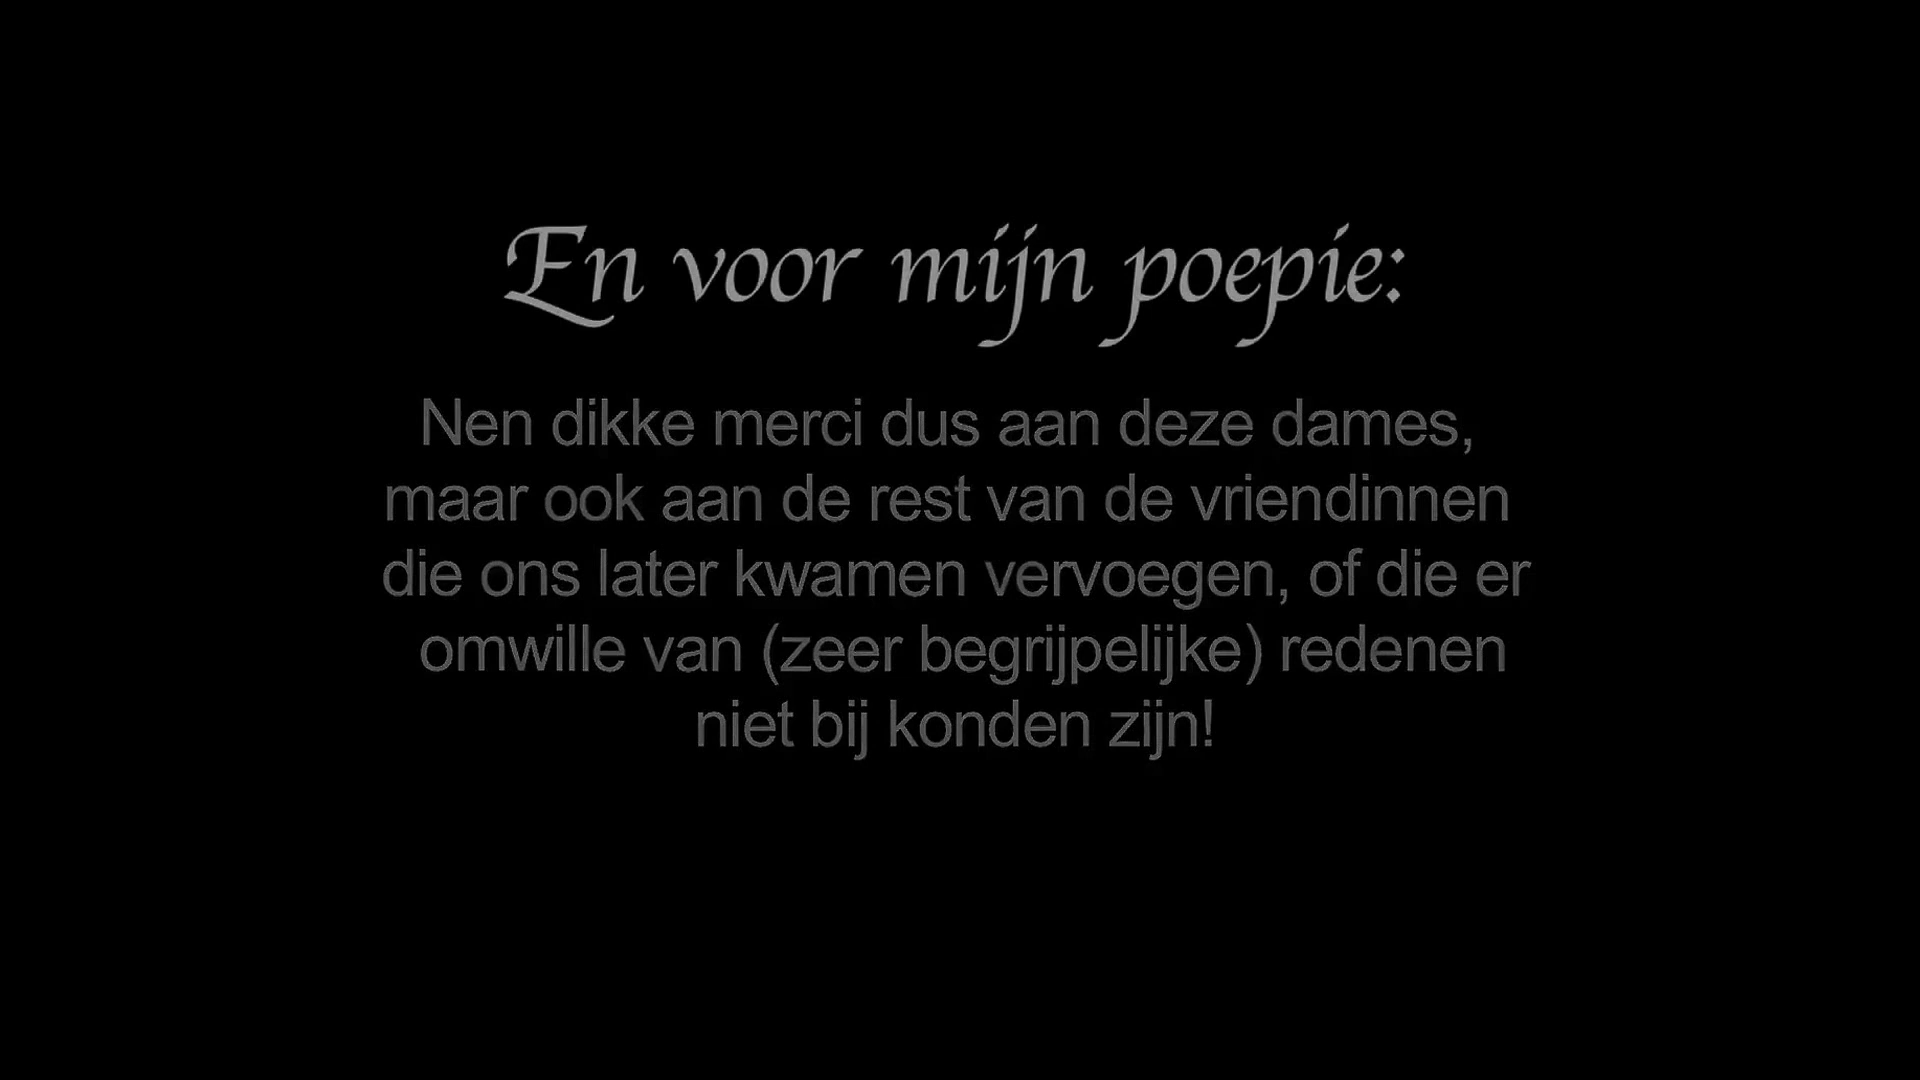 En voor mijn poepie:
Nen dikke merci dus aan deze dames,
maar ook aan de rest van de vriendinnen
die ons later kwamen vervoegen, of die er
omwille van (zeer begrijpelijke) redenen
niet bij konden zijn!